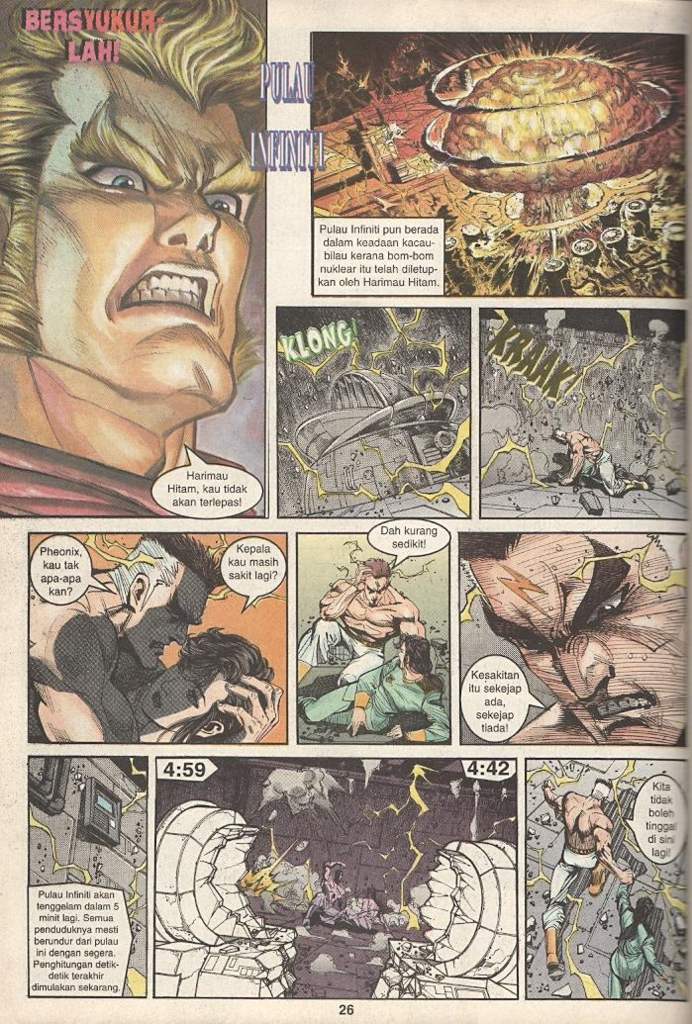 BERSYUKUR-
LAH!
PULAU
INFINITI
Pulau Infiniti pun berada
dalam keadaan kacau-
bilau kerana bom-bom
nuklear itu telah diletup-
kan oleh Harimau Hitam.
Harimau
Hitam, kau tidak
akan terlepas!
KLONG!
KRAAK!
Pheonix,
kau tak
apa-apa
kan?
Kepala
kau masih
sakit lagi?
Dah kurang
sedikit!
Kesakitan
itu sekejap
ada,
sekejap
tiada!
Pulau Infiniti akan
tenggelam dalam 5
minit lagi. Semua
penduduknya mesti
berundur dari pulau
ini dengan segera.
Penghitungan detik-
detik terakhir
dimulakan sekarang.
4:59
4:42
Kita
tidak
boleh
tinggal
di sini
lagi!
26